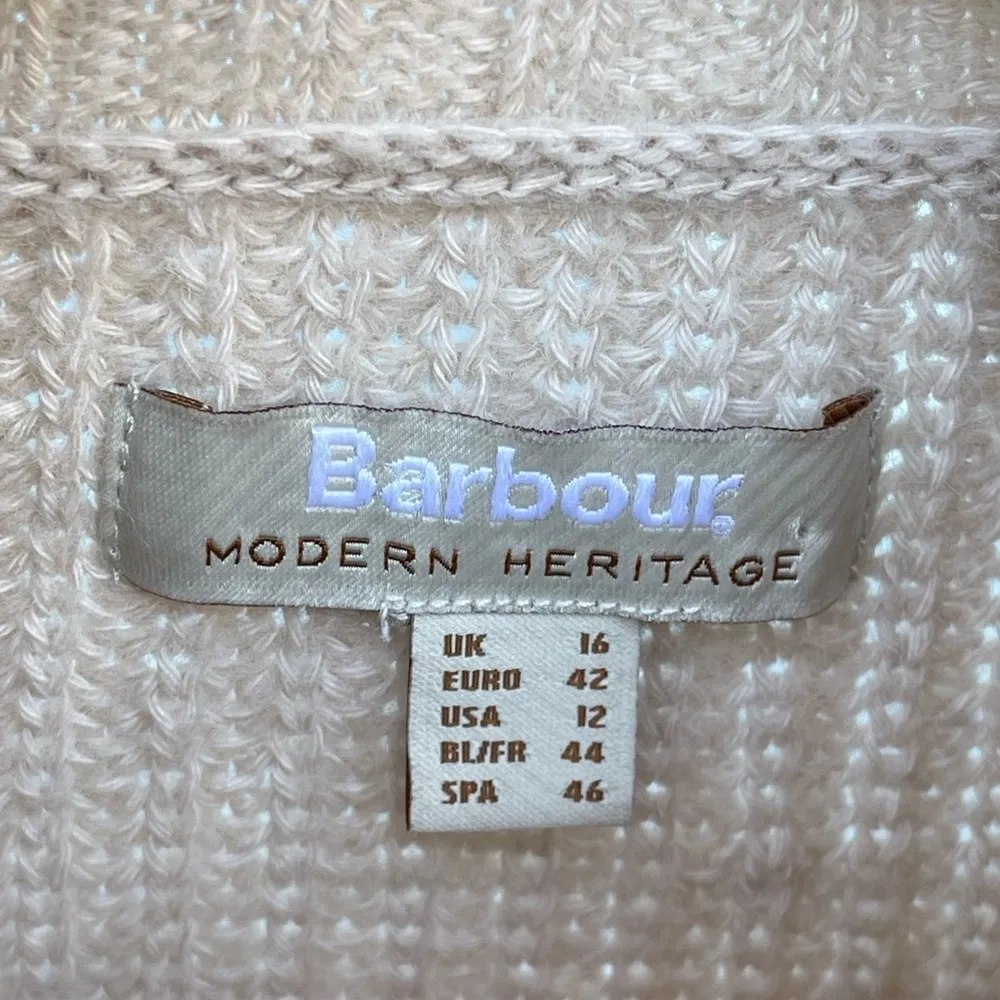 Barbour®
MODERN HERITAGE
UK 16
EURO 42
USA 12
BL/FR 44
SPA 46